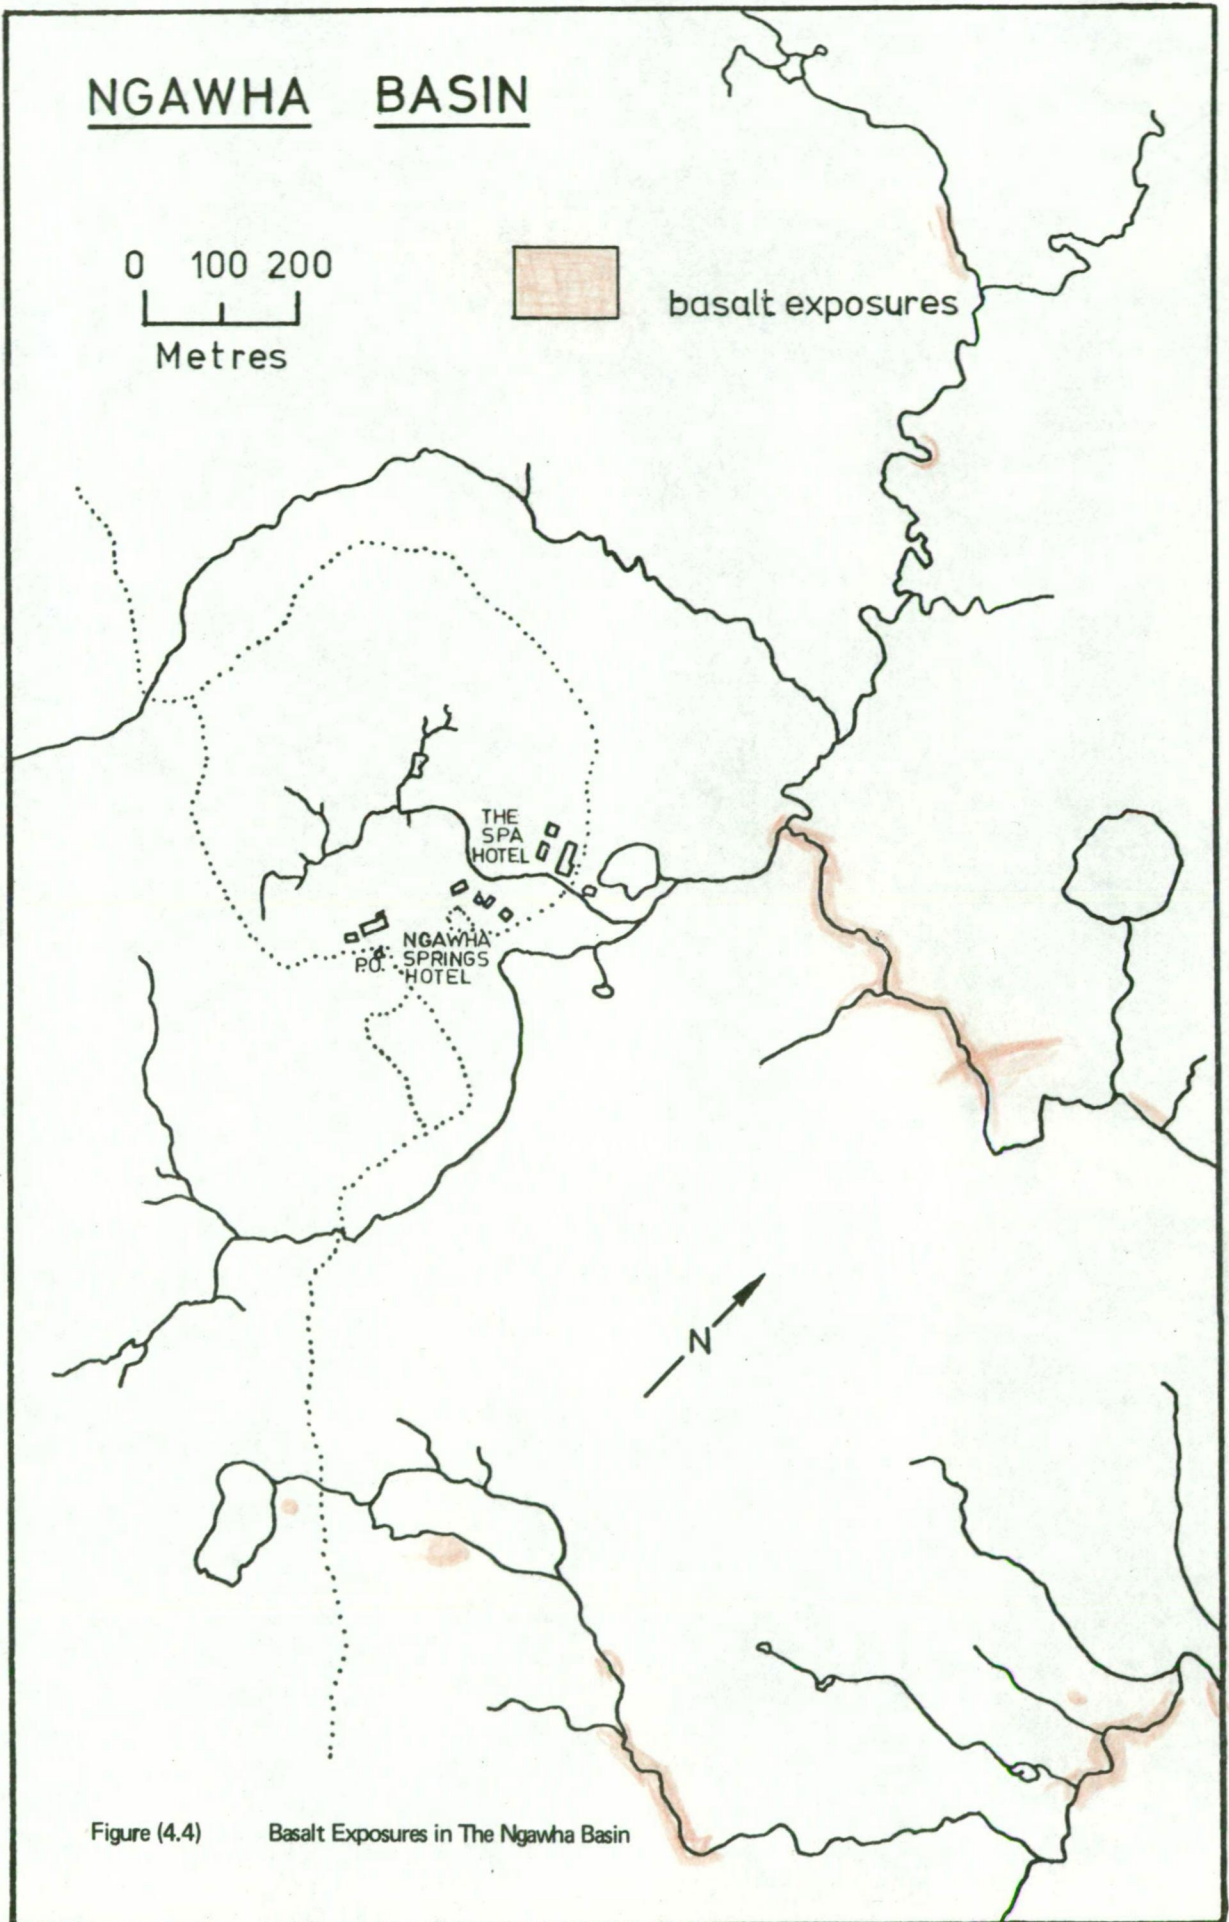 NGAWHA BASIN
0 100 200
Metres
basalt exposures
THE
SPA
HOTEL
NGAWHA
SPRINGS
HOTEL
P.O.
N
Figure (4.4) Basalt Exposures in The Ngawha Basin